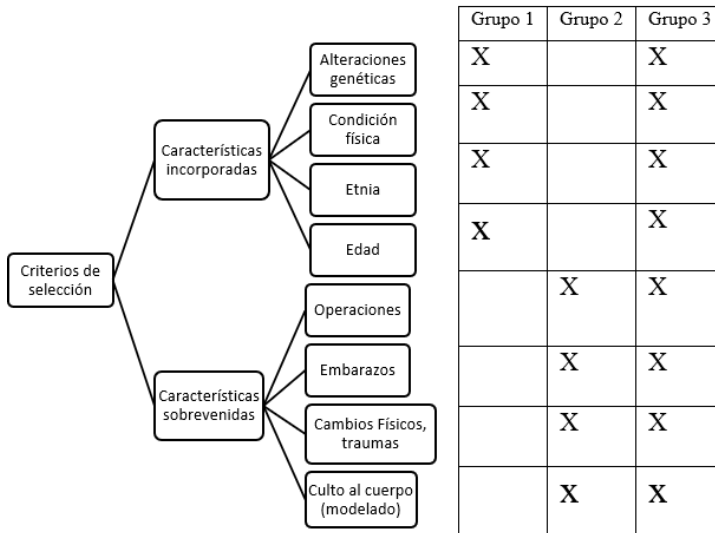 Grupo 1 Grupo 2 Grupo 3
Criterios de
selección
Características
incorporadas
Alteraciones
genéticas
X X
Condición
física
X X
Etnia
X X
Edad
X X
Características
sobrevenidas
Operaciones
X X
Embarazos
X X
Cambios Físicos,
traumas
X X
Culto al cuerpo
(modelado)
X X